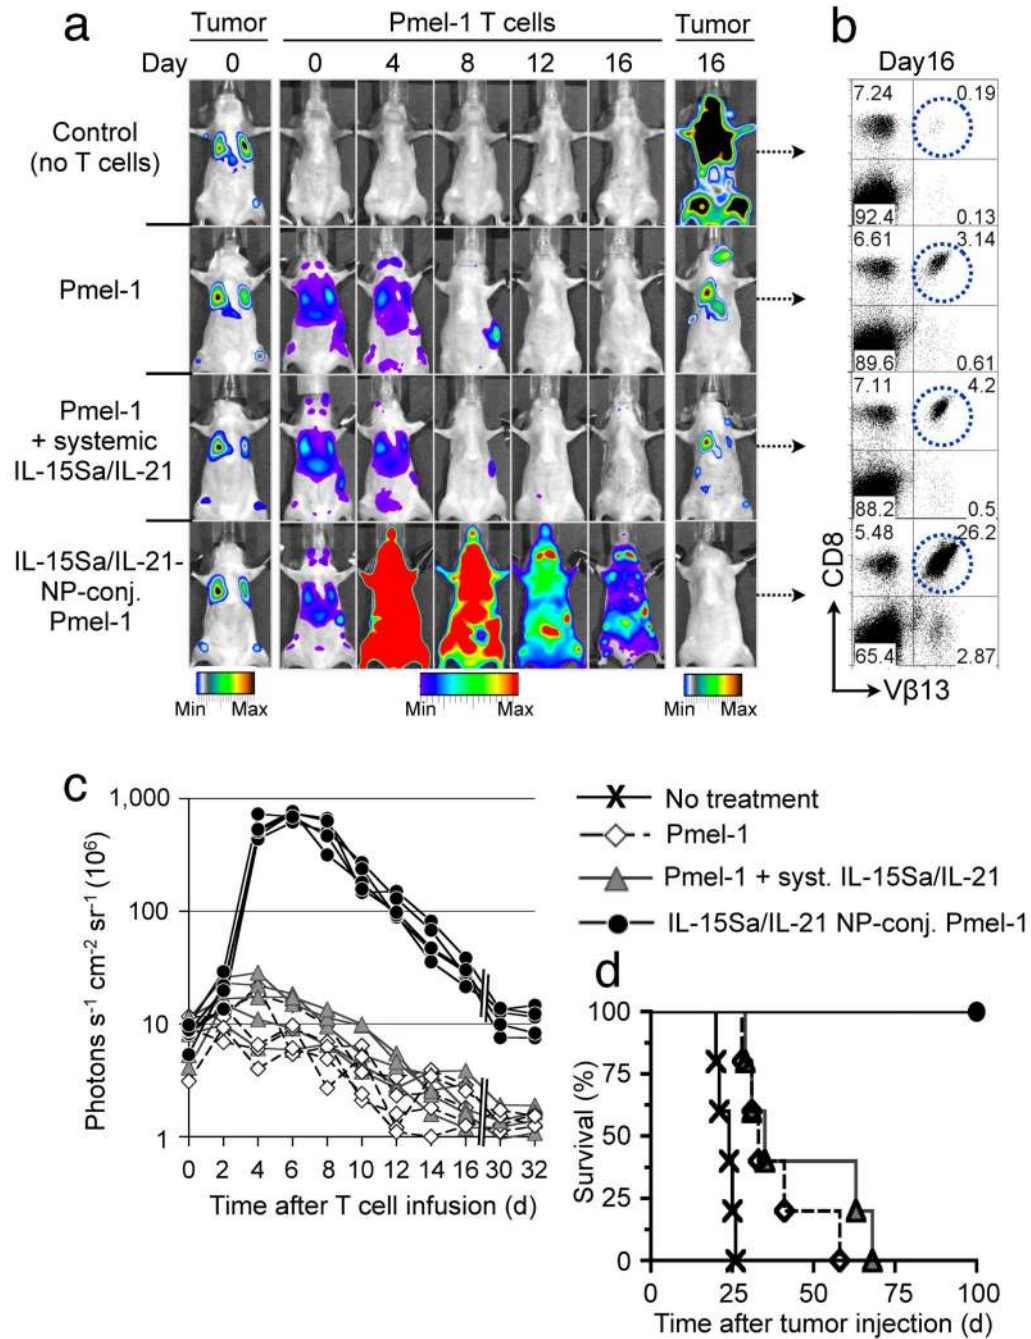 a
Tumor
Pmel-1 T cells
Tumor
Day 0 0 4 8 12 16 16
Control
(no T cells)
Pmel-1
Pmel-1
+ systemic
IL-15Sa/IL-21
IL-15Sa/IL-21-
NP-conj.
Pmel-1
Min Max
Min Max
Min Max
b
Day16
7.24 0.19
92.4 0.13
6.61 3.14
89.6 0.61
7.11 4.2
88.2 0.5
5.48 26.2
65.4 2.87
CD8
Vβ13
c
1,000
100
10
1
Photons s⁻¹ cm⁻² sr⁻¹ (10⁶)
0 2 4 6 8 10 12 14 16 30 32
Time after T cell infusion (d)
No treatment
Pmel-1
Pmel-1 + syst. IL-15Sa/IL-21
IL-15Sa/IL-21 NP-conj. Pmel-1
d
100
75
50
25
0
Survival (%)
0 25 50 75 100
Time after tumor injection (d)